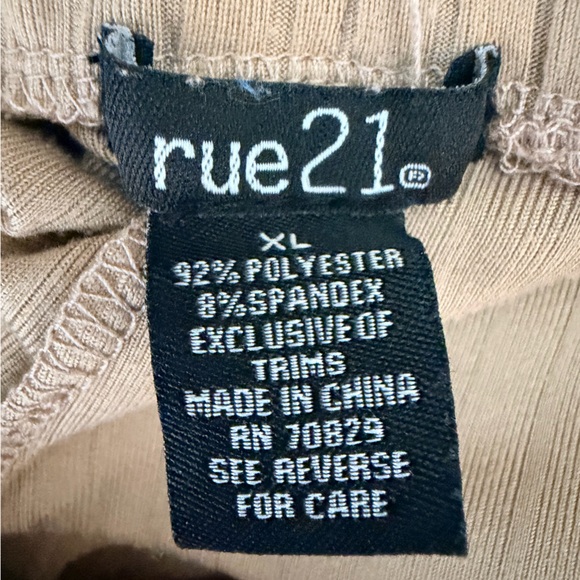 rue21®
XL
92% POLYESTER
8% SPANDEX
EXCLUSIVE OF
TRIMS
MADE IN CHINA
RN 70829
SEE REVERSE
FOR CARE